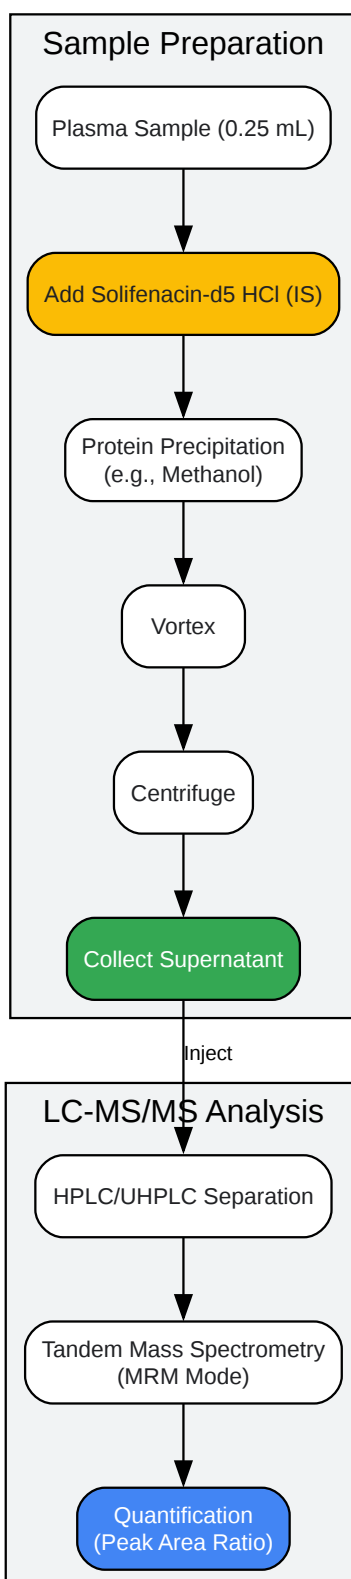 Sample Preparation
Plasma Sample (0.25 mL)
Add Solifenacin-d5 HCl (IS)
Protein Precipitation
(e.g., Methanol)
Vortex
Centrifuge
Collect Supernatant
Inject
LC-MS/MS Analysis
HPLC/UHPLC Separation
Tandem Mass Spectrometry
(MRM Mode)
Quantification
(Peak Area Ratio)